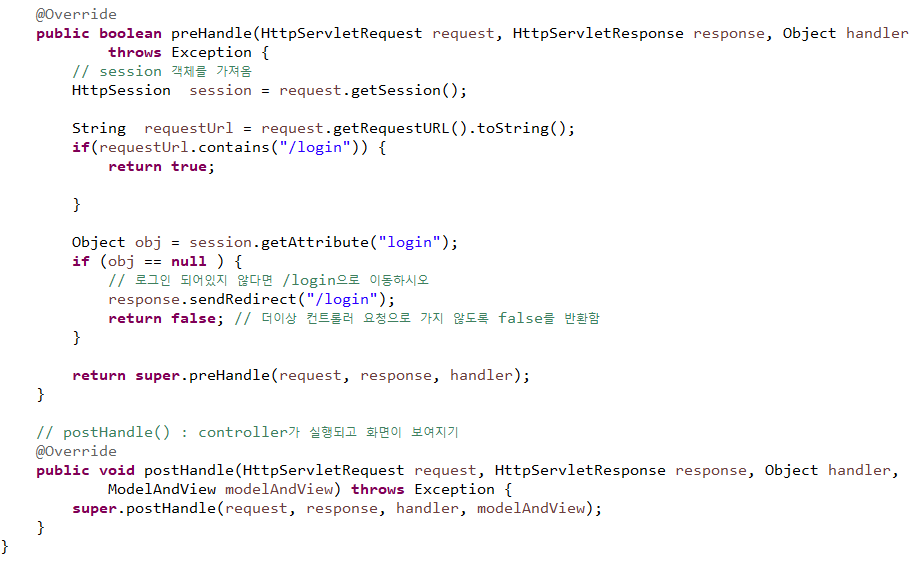 @Override
public boolean preHandle(HttpServletRequest request, HttpServletResponse response, Object handler
throws Exception {
// session 객체를 가져옴
HttpSession  session = request.getSession();
String  requestUrl = request.getRequestURL().toString();
if(requestUrl.contains("/login")) {
return true;
}
Object obj = session.getAttribute("login");
if (obj == null ) {
// 로그인 되어있지 않다면 /login으로 이동하시오
response.sendRedirect("/login");
return false; // 더이상 컨트롤러 요청으로 가지 않도록 false를 반환함
}
return super.preHandle(request, response, handler);
}
// postHandle() : controller가 실행되고 화면이 보여지기
@Override
public void postHandle(HttpServletRequest request, HttpServletResponse response, Object handler,
ModelAndView modelAndView) throws Exception {
super.postHandle(request, response, handler, modelAndView);
}
}